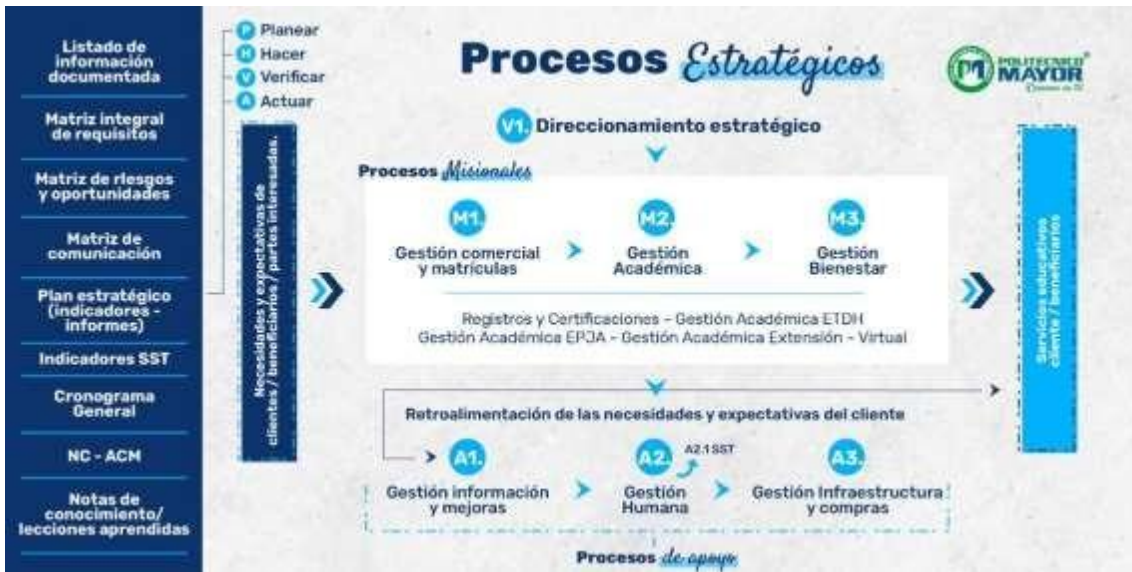 Listado de
información
documentada
Matriz integral
de requisitos
Matriz de riesgos
y oportunidades
Matriz de
comunicación
Plan estratégico
(indicadores -
informes)
Indicadores SST
Cronograma
General
NC - ACM
Notas de
conocimiento/
lecciones aprendidas
P Planear
H Hacer
V Verificar
A Actuar
Procesos Estratégicos
POLITECNICO
MAYOR
V1. Direccionamiento estratégico
Necesidades y expectativas de
clientes / beneficiarios / partes interesadas.
Procesos Misionales
M1.
Gestión comercial
y matrículas
M2.
Gestión
Académica
M3.
Gestión
Bienestar
Registros y Certificaciones - Gestión Académica ETDH
Gestión Académica EPJA - Gestión Académica Extensión - Virtual
Servicios educativos
cliente / beneficiarios
Retroalimentación de las necesidades y expectativas del cliente
A1.
Gestión información
y mejoras
A2.
A2.1 SST
Gestión
Humana
A3.
Gestión Infraestructura
y compras
Procesos de apoyo